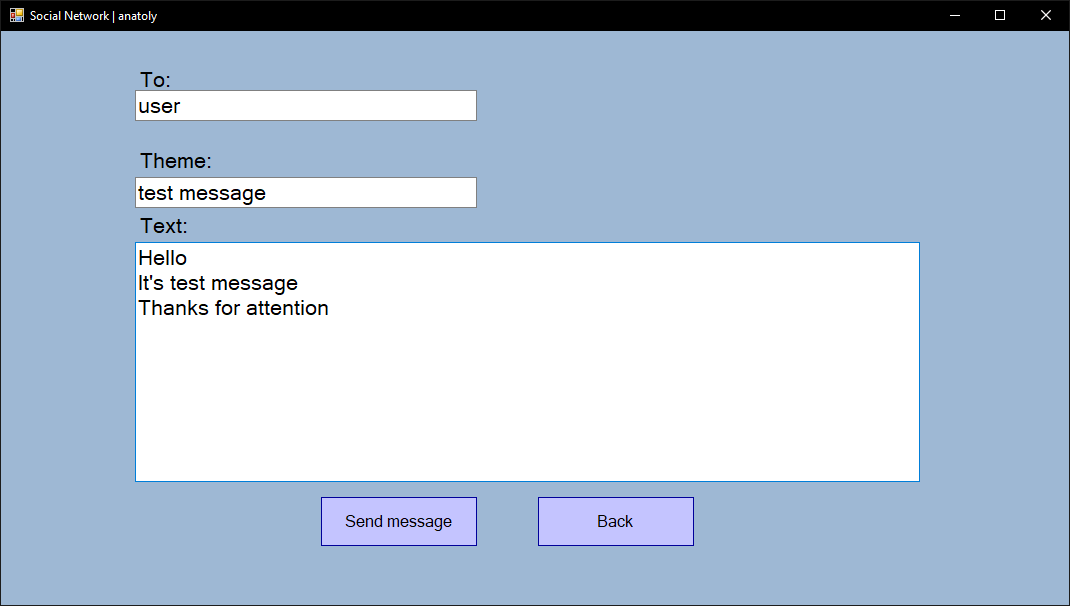 Social Network | anatoly
To:
user
Theme:
test message
Text:
Hello
It's test message
Thanks for attention
Send message
Back